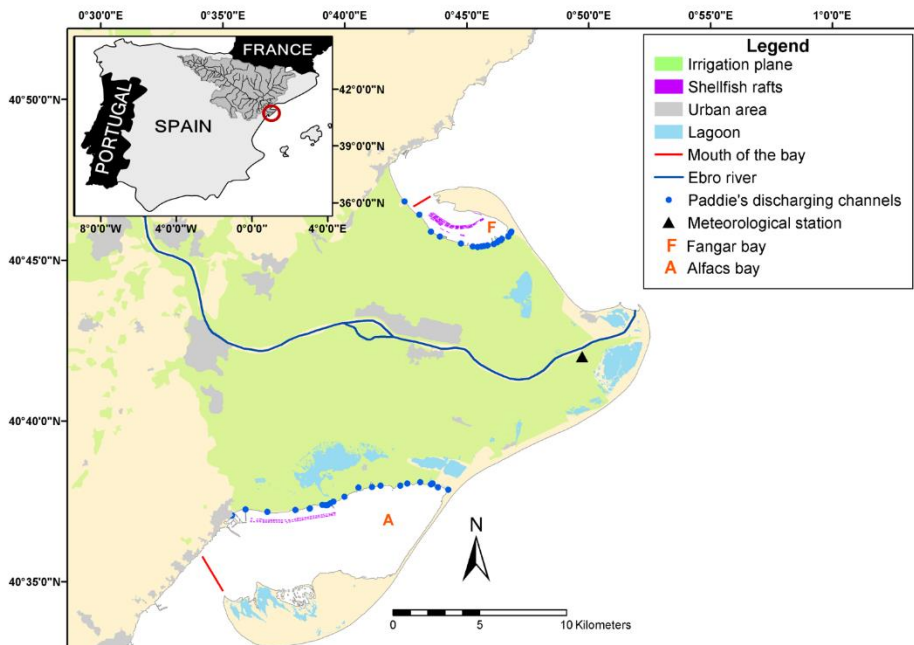 0°30'0"E 0°35'0"E 0°40'0"E 0°45'0"E 0°50'0"E 0°55'0"E 1°0'0"E
40°50'0"N
40°45'0"N
40°40'0"N
40°35'0"N
FRANCE
PORTUGAL
SPAIN
42°0'0"N
39°0'0"N
36°0'0"N
8°0'0"W 4°0'0"W 0°0'0" 4°0'0"E
Legend
Irrigation plane
Shellfish rafts
Urban area
Lagoon
Mouth of the bay
Ebro river
Paddie's discharging channels
Meteorological station
F Fangar bay
A Alfacs bay
F
A
N
0 5 10 Kilometers